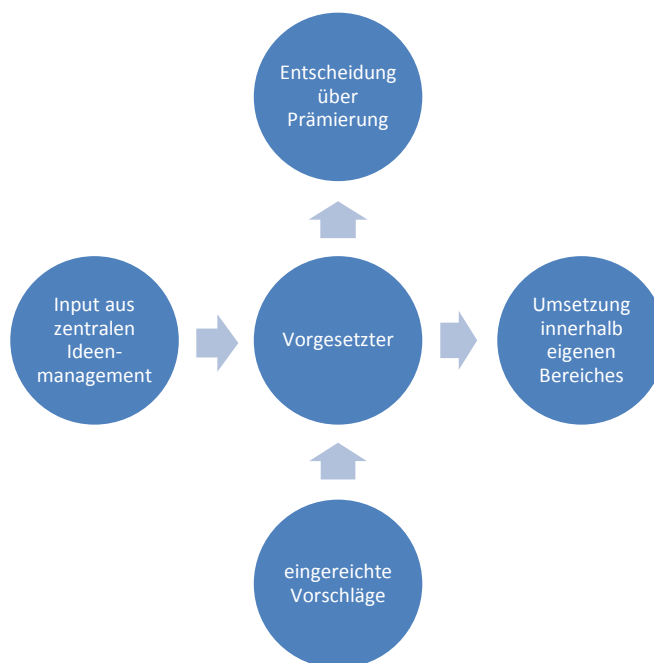 Entscheidung
über
Prämierung
Input aus
zentralen
Ideen-
management
Vorgesetzter
Umsetzung
innerhalb
eigenen
Bereiches
eingereichte
Vorschläge